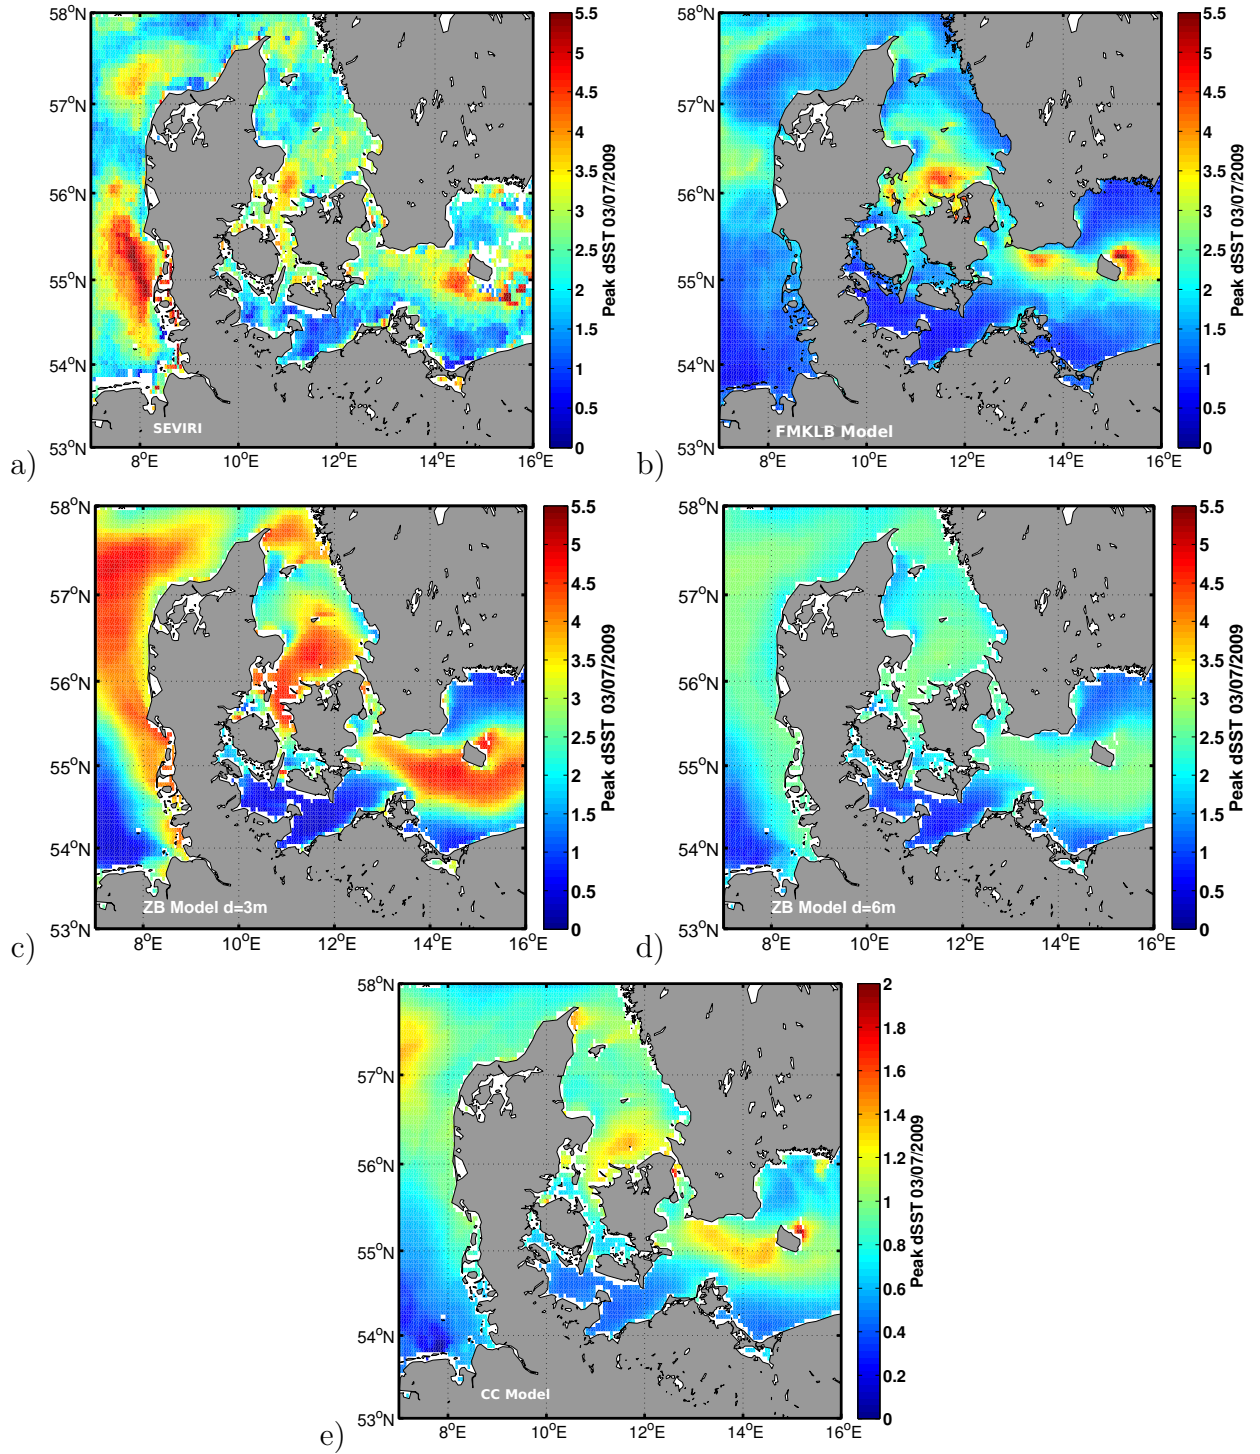 58°N
57°N
56°N
55°N
54°N
53°N
8°E 10°E 12°E 14°E 16°E
5.5
5
4.5
4
3.5
3
2.5
2
1.5
1
0.5
0
Peak dSST 03/07/2009
SEVIRI
a)
58°N
57°N
56°N
55°N
54°N
53°N
8°E 10°E 12°E 14°E 16°E
5.5
5
4.5
4
3.5
3
2.5
2
1.5
1
0.5
0
Peak dSST 03/07/2009
FMKLB Model
b)
58°N
57°N
56°N
55°N
54°N
53°N
8°E 10°E 12°E 14°E 16°E
5.5
5
4.5
4
3.5
3
2.5
2
1.5
1
0.5
0
Peak dSST 03/07/2009
ZB Model d=3m
c)
58°N
57°N
56°N
55°N
54°N
53°N
8°E 10°E 12°E 14°E 16°E
5.5
5
4.5
4
3.5
3
2.5
2
1.5
1
0.5
0
Peak dSST 03/07/2009
ZB Model d=6m
d)
58°N
57°N
56°N
55°N
54°N
53°N
8°E 10°E 12°E 14°E 16°E
2
1.8
1.6
1.4
1.2
1
0.8
0.6
0.4
0.2
0
Peak dSST 03/07/2009
CC Model
e)